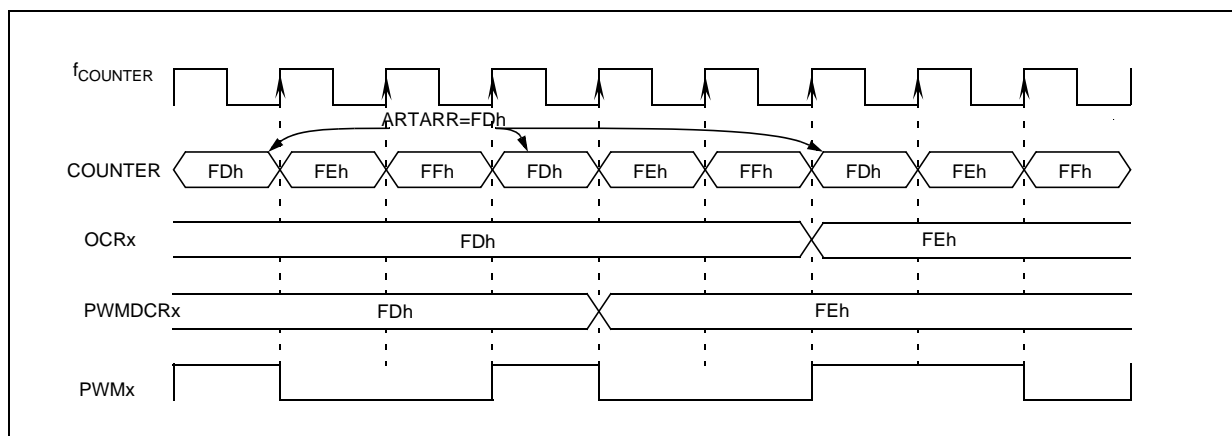 fCOUNTER
ARTARR=FDh
COUNTER FDh FEh FFh FDh FEh FFh FDh FEh FFh
OCRx FDh FEh
PWMDCRx FDh FEh
PWMx